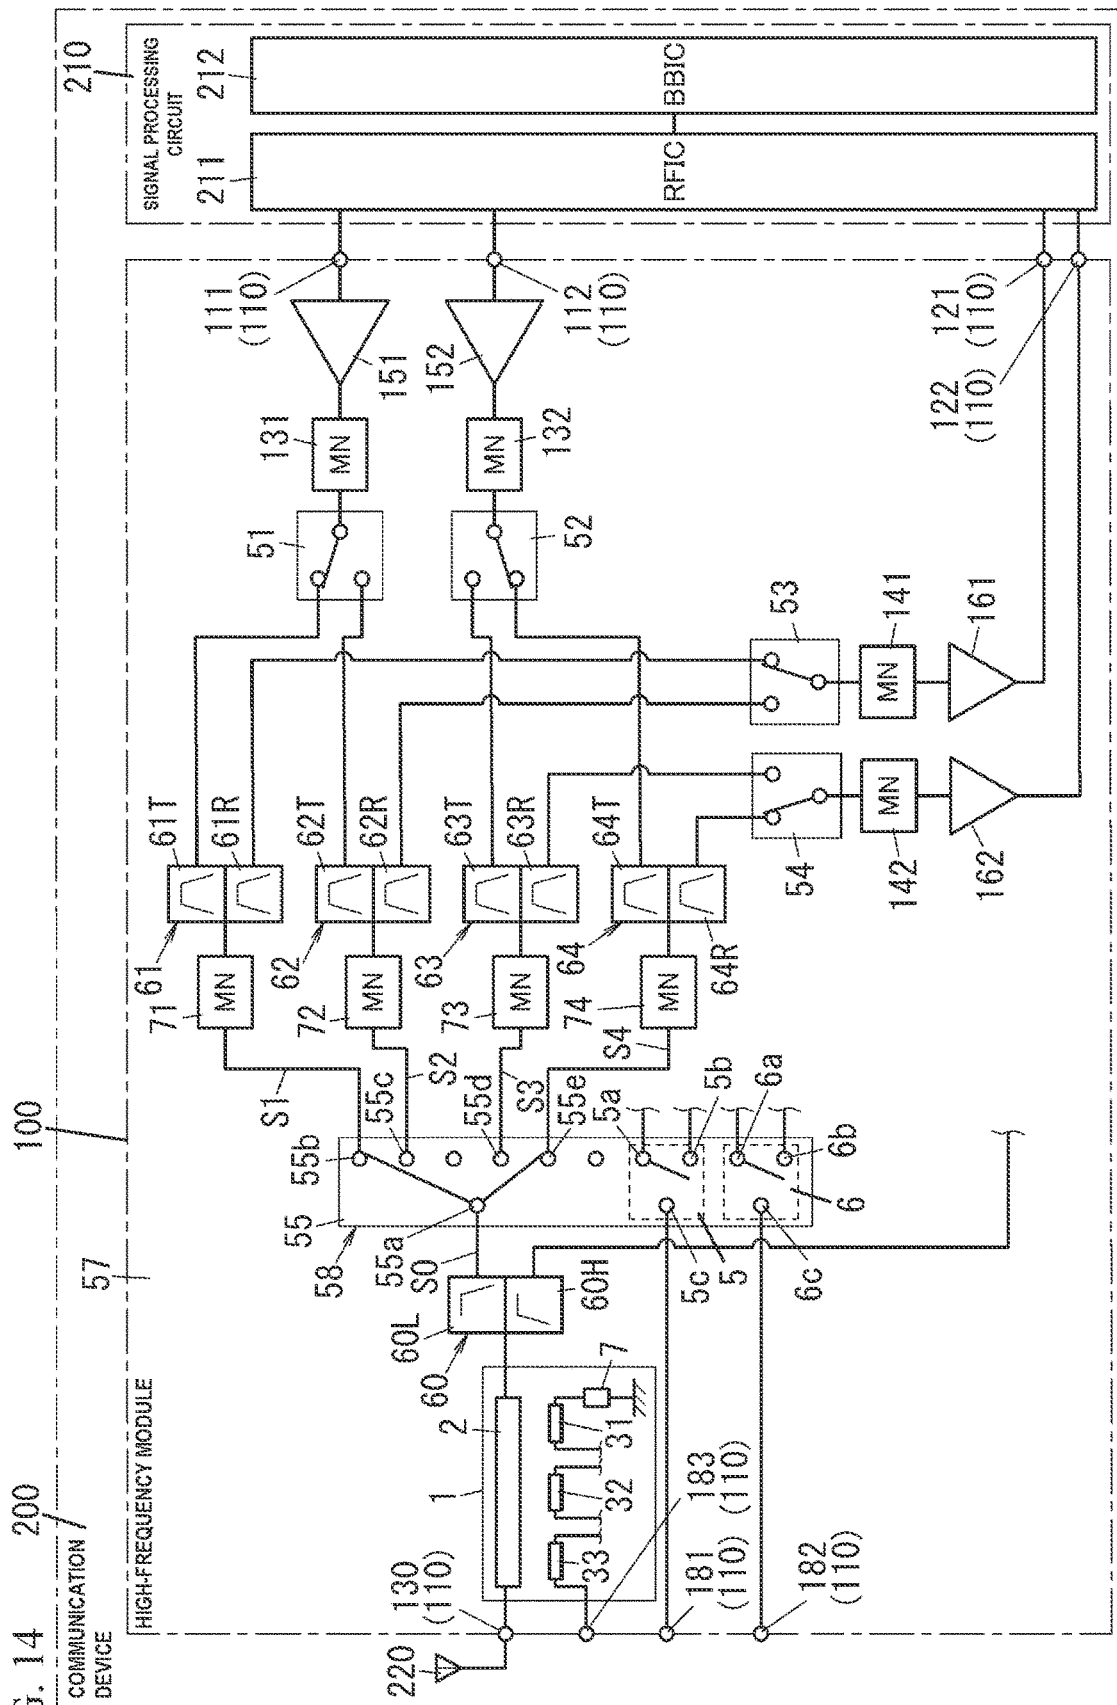 G. 14
200
COMMUNICATION
DEVICE
100
HIGH-FREQUENCY MODULE
57
210
SIGNAL PROCESSING
CIRCUIT
211
212
RFIC
BBIC
220
130
(110)
183
(110)
181
(110)
182
(110)
1
2
33
32
31
7
60
60L
60H
S0
58
55
55a
55b
55c
55d
55e
5a
5b
5c
5
6a
6b
6c
6
S1
S2
S3
S4
71
MN
72
MN
73
MN
74
MN
61
61T
61R
62
62T
62R
63
63T
63R
64
64T
64R
51
52
53
54
131
MN
132
MN
141
MN
142
MN
151
152
161
162
111
(110)
112
(110)
121
(110)
122
(110)